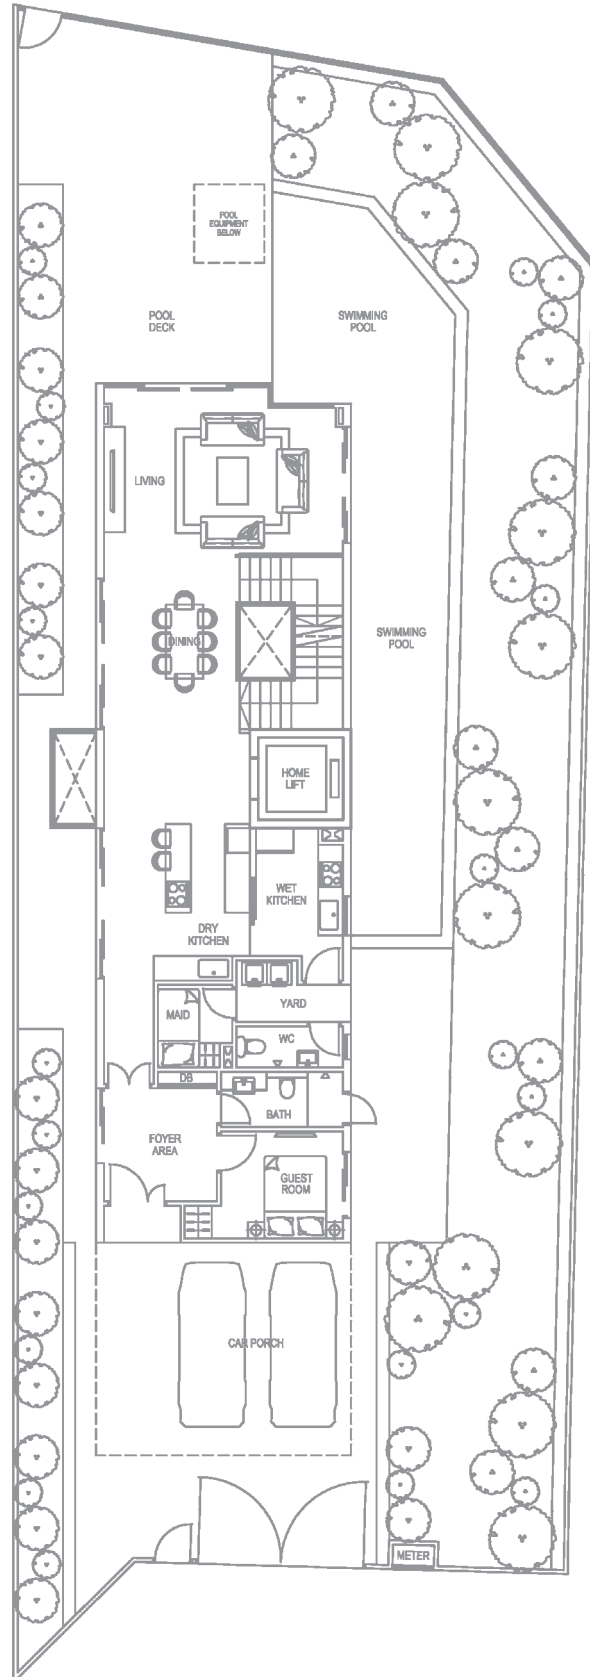 POOL
EQUIPMENT
BELOW
POOL
DECK
SWIMMING
POOL
LIVING
DINING
SWIMMING
POOL
HOME
LIFT
WET
KITCHEN
DRY
KITCHEN
YARD
MAID
WC
DB
BATH
FOYER
AREA
GUEST
ROOM
CAR PORCH
METER